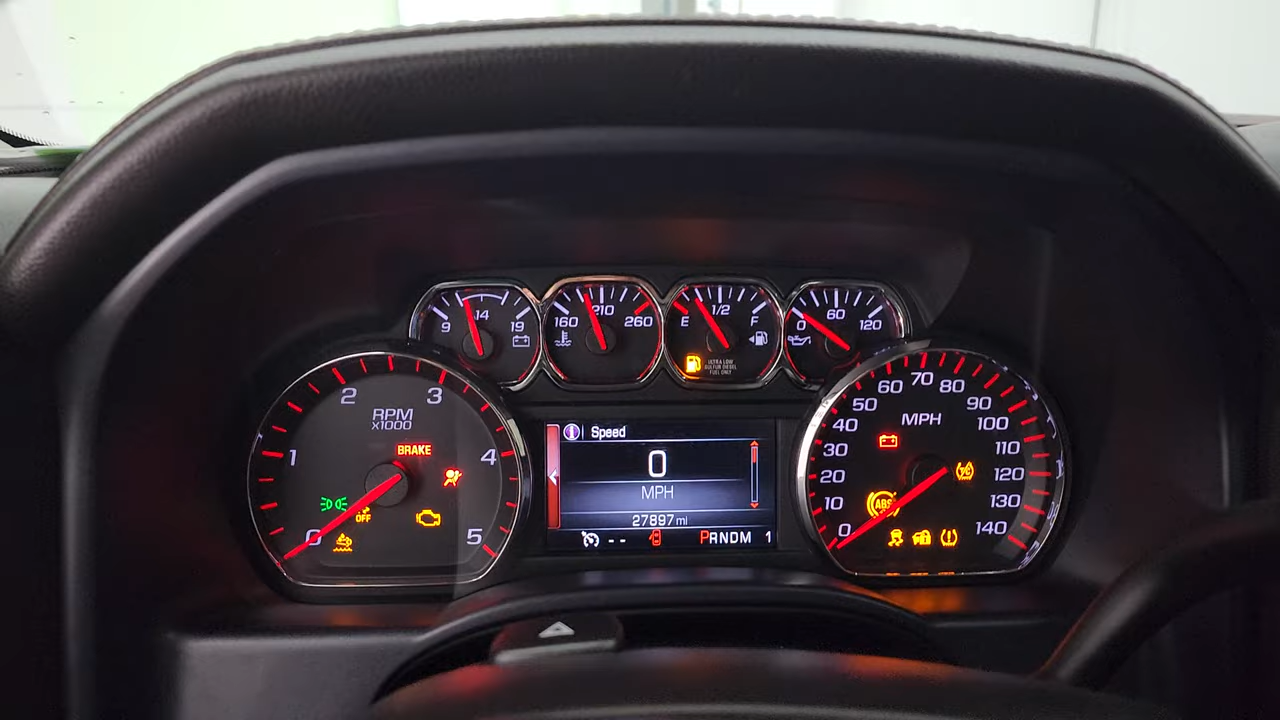 9 14 19
160 210 260
E 1/2 F
ULTRA LOW
SULFUR DIESEL
FUEL ONLY
0 60 120
0 1 2 3 4 5
RPM
x1000
BRAKE
OFF
Speed
0
MPH
27897 mi
-- PRNDM 1
0 10 20 30 40 50 60 70 80 90 100 110 120 130 140
MPH
ABS